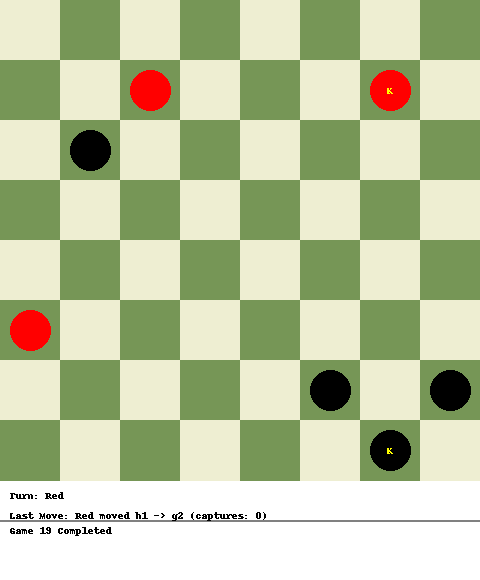 K
K
Turn: Red
Last Move: Red moved h1 -> g2 (captures: 0)
Game 19 Completed